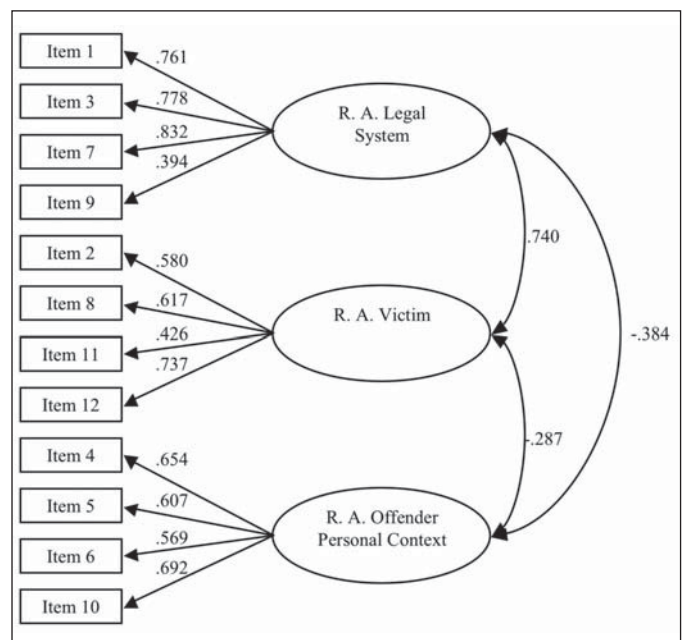 Item 1
.761
Item 3
.778
Item 7
.832
Item 9
.394
R. A. Legal
System
Item 2
.580
Item 8
.617
Item 11
.426
Item 12
.737
R. A. Victim
Item 4
.654
Item 5
.607
Item 6
.569
Item 10
.692
R. A. Offender
Personal Context
.740
-.384
-.287